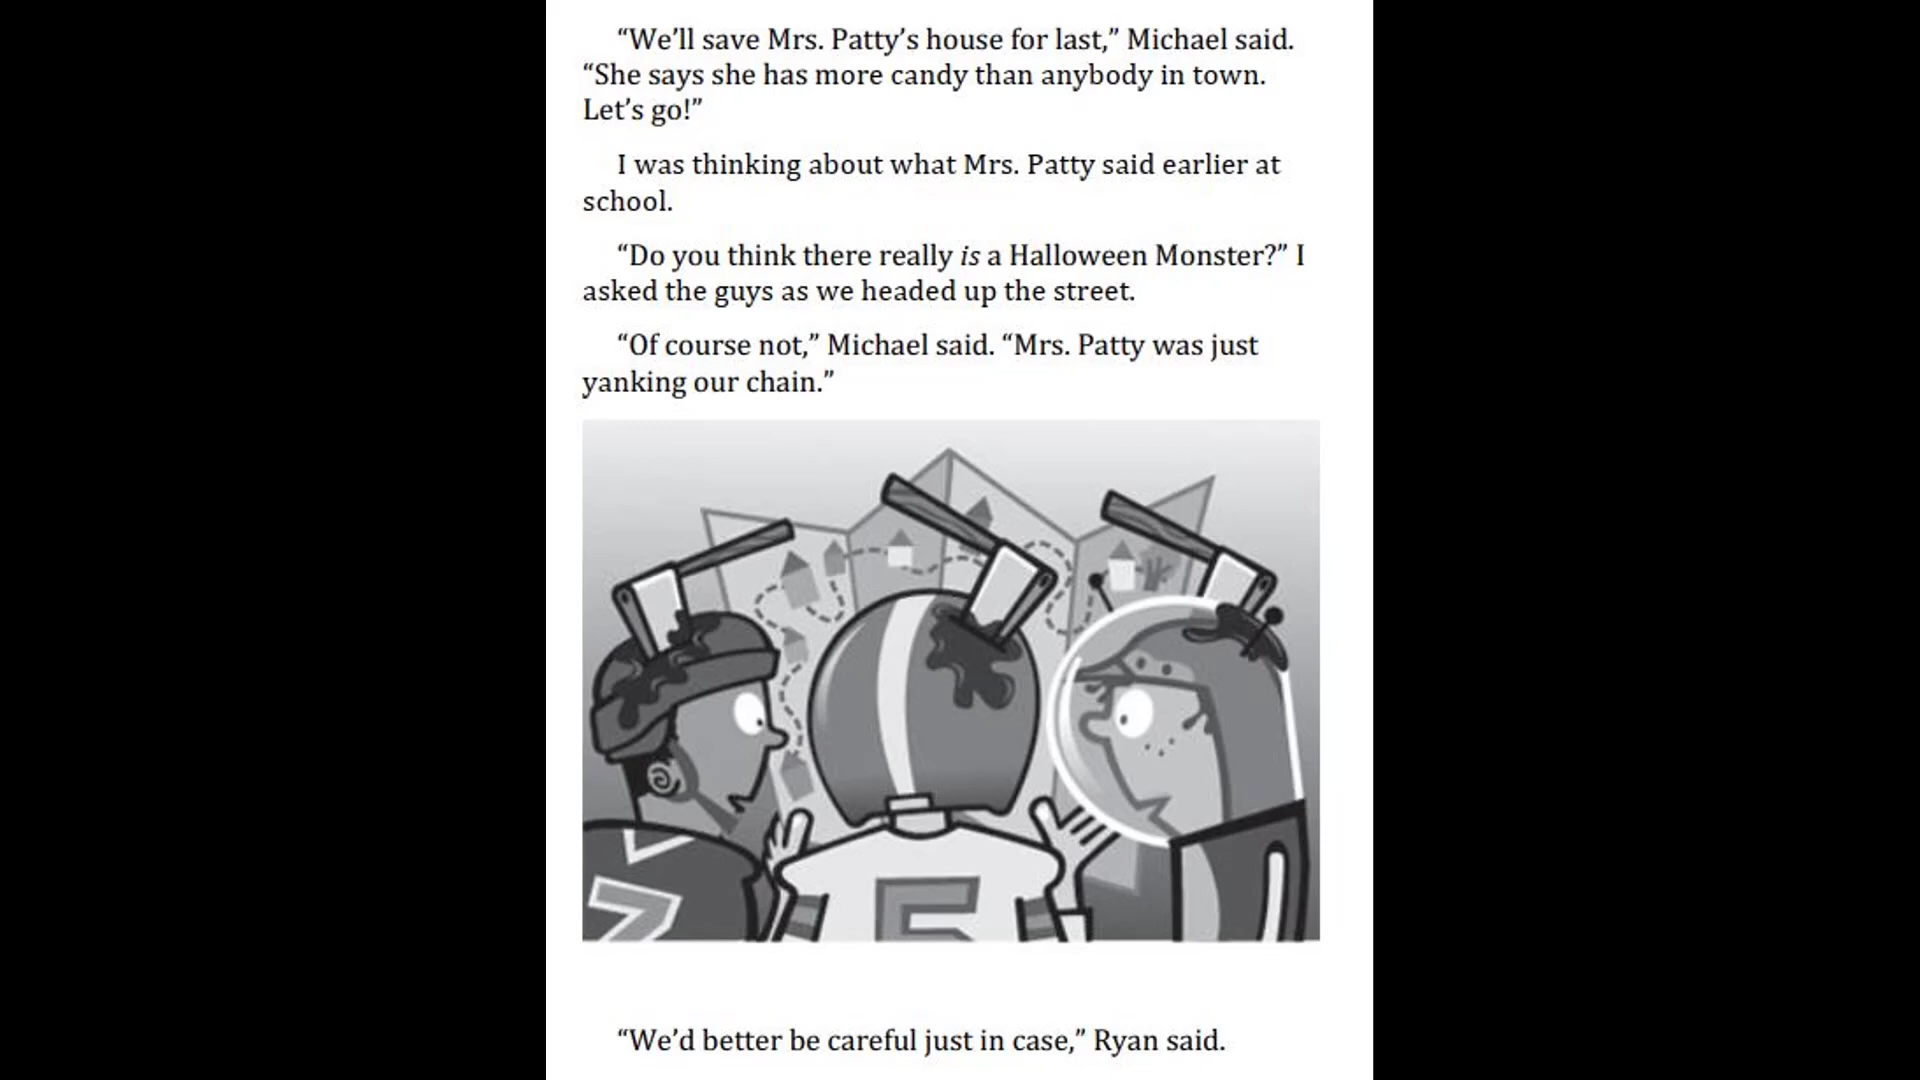 “We’ll save Mrs. Patty’s house for last,” Michael said.
“She says she has more candy than anybody in town.
Let’s go!”
I was thinking about what Mrs. Patty said earlier at
school.
“Do you think there really is a Halloween Monster?” I
asked the guys as we headed up the street.
“Of course not,” Michael said. “Mrs. Patty was just
yanking our chain.”
7
5
“We’d better be careful just in case,” Ryan said.